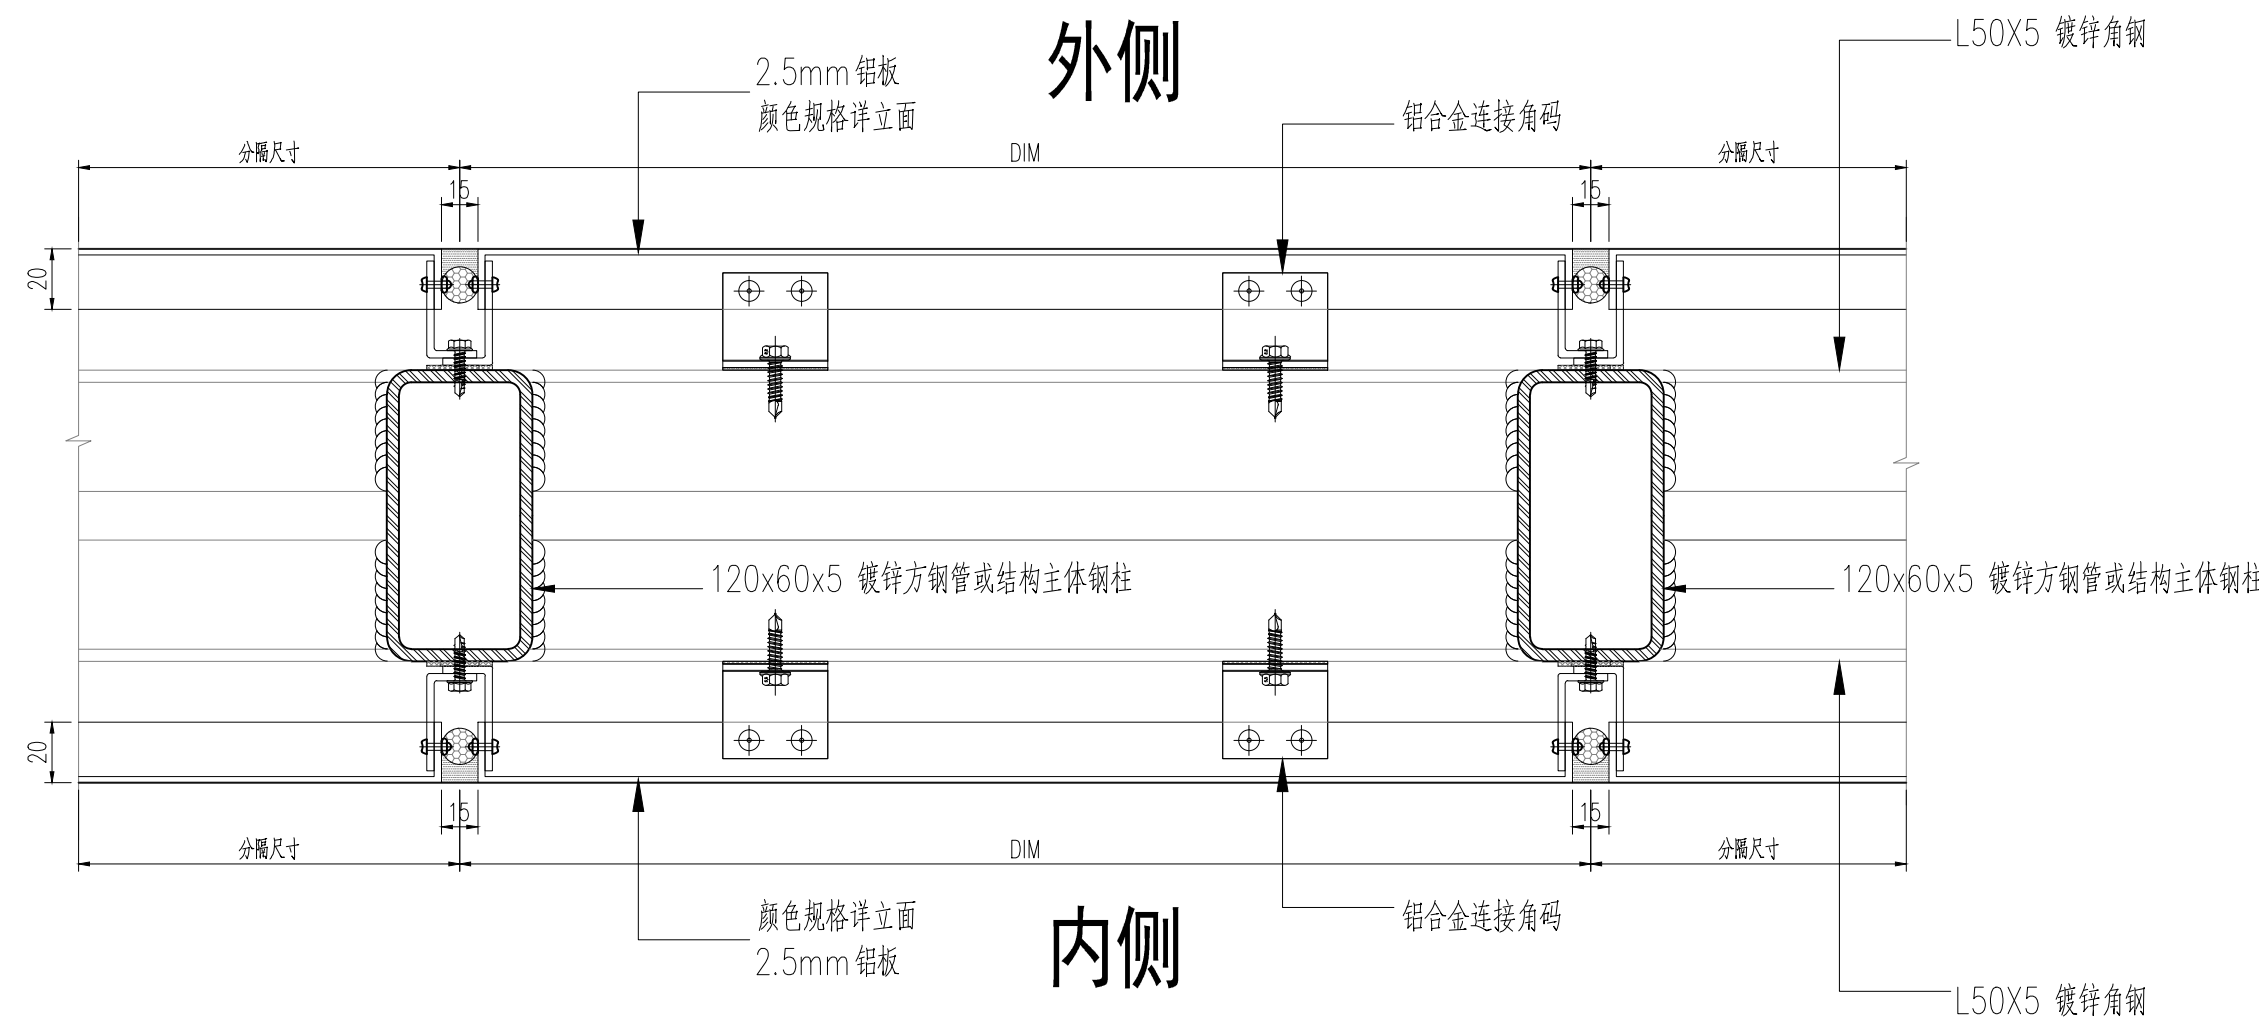 外侧
L50X5 镀锌角钢
2.5mm铝板
颜色规格详立面
铝合金连接角码
分隔尺寸
DIM
分隔尺寸
15
15
20
120x60x5 镀锌方钢管或结构主体钢柱
120x60x5 镀锌方钢管或结构主体钢柱
20
15
15
分隔尺寸
DIM
分隔尺寸
颜色规格详立面
2.5mm铝板
内侧
铝合金连接角码
L50X5 镀锌角钢